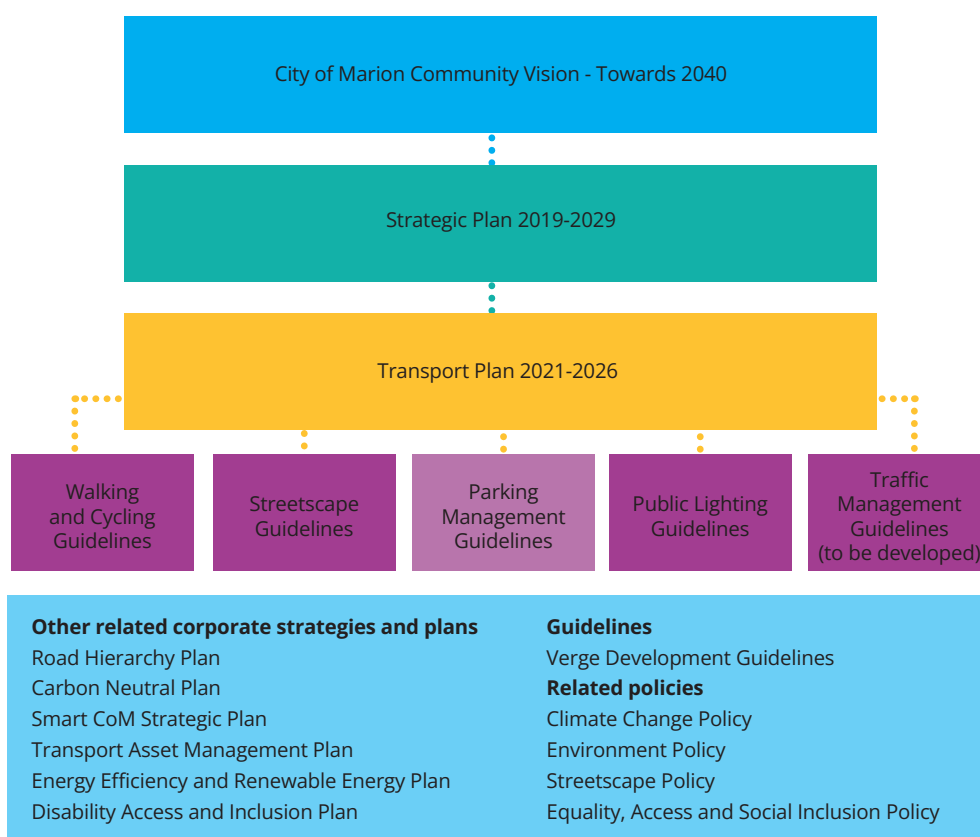 City of Marion Community Vision - Towards 2040
Strategic Plan 2019-2029
Transport Plan 2021-2026
Walking
and Cycling
Guidelines
Streetscape
Guidelines
Parking
Management
Guidelines
Public Lighting
Guidelines
Traffic
Management
Guidelines
(to be developed)
Other related corporate strategies and plans
Road Hierarchy Plan
Carbon Neutral Plan
Smart CoM Strategic Plan
Transport Asset Management Plan
Energy Efficiency and Renewable Energy Plan
Disability Access and Inclusion Plan
Guidelines
Verge Development Guidelines
Related policies
Climate Change Policy
Environment Policy
Streetscape Policy
Equality, Access and Social Inclusion Policy